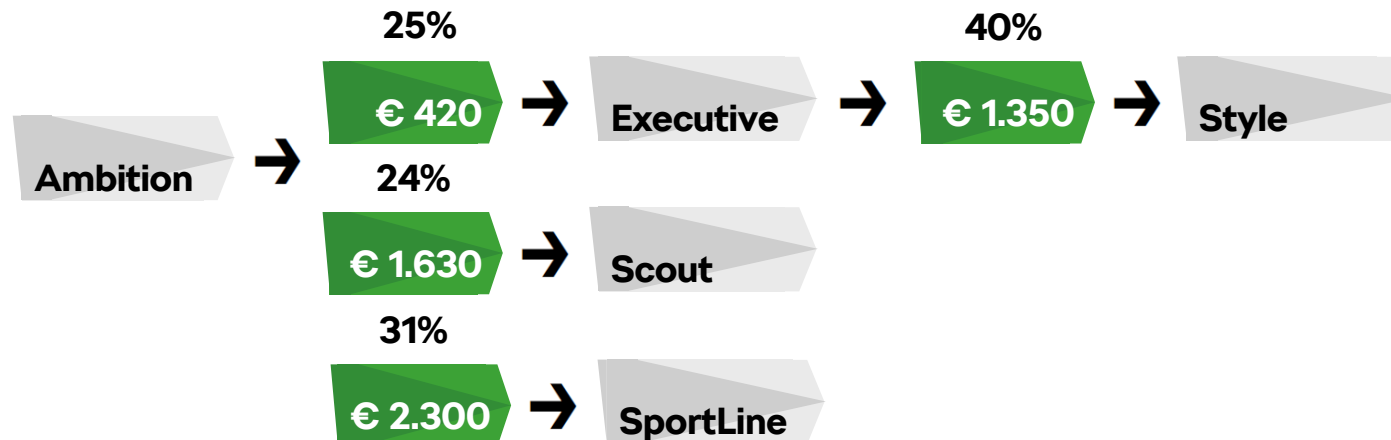 25%
40%
€ 420
Executive
€ 1.350
Style
Ambition
24%
€ 1.630
Scout
31%
€ 2.300
SportLine